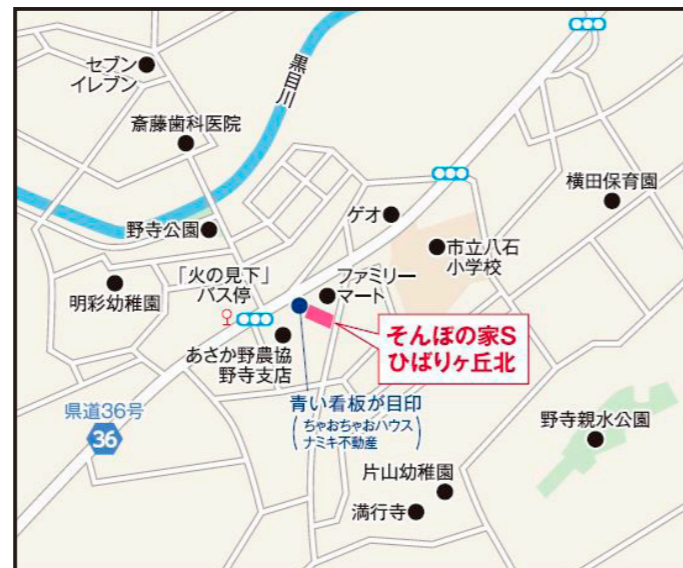 セブン
イレブン
黒目川
斎藤歯科医院
横田保育園
ゲオ
野寺公園
市立八石
小学校
「火の見下」
バス停
ファミリー
マート
明彩幼稚園
そんぽの家S
ひばりヶ丘北
あさか野農協
野寺支店
青い看板が目印
(ちゃおちゃおハウス
ナミキ不動産)
県道36号
36
野寺親水公園
片山幼稚園
満行寺